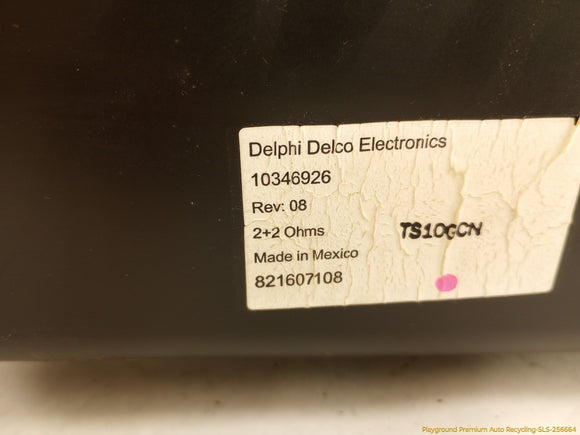 Delphi Delco Electronics
10346926
Rev: 08
2+2 Ohms
TS10GCN
Made in Mexico
821607108
Playground Premium Auto Recycling-SLS-256664